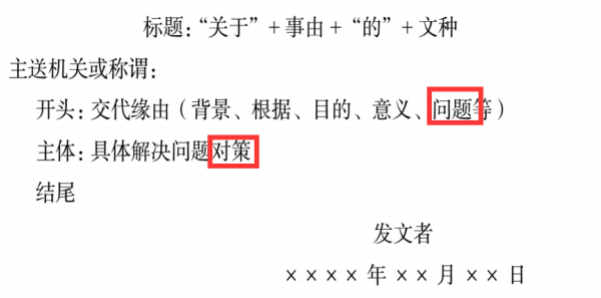 标题：“关于”+事由+“的”+文种
主送机关或称谓：
开头：交代缘由（背景、根据、目的、意义、问题等）
主体：具体解决问题对策
结尾
发文者
××××年××月××日